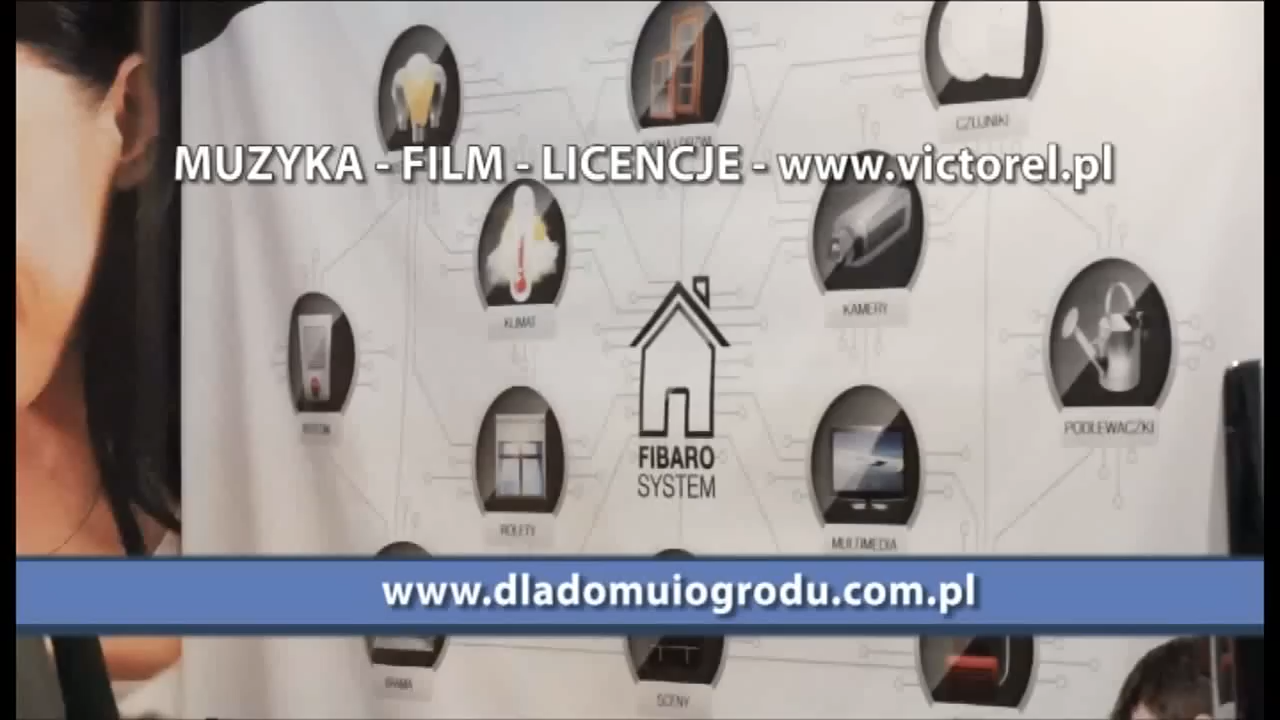 CZUJNIKI
MUZYKA - FILM - LICENCJE - www.victorel.pl
KLIMAT
KAMERY
PODLEWACZKI
FIBARO
SYSTEM
ROLETY
MULTIMEDIA
www.dladomuiogrodu.com.pl
BRAMA
SCENY